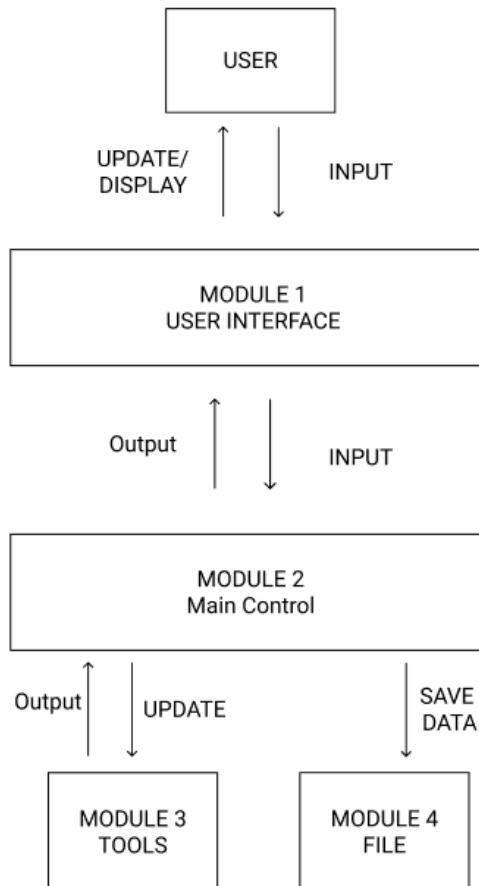 USER
UPDATE/
DISPLAY
INPUT
MODULE 1
USER INTERFACE
Output
INPUT
MODULE 2
Main Control
Output
UPDATE
SAVE
DATA
MODULE 3
TOOLS
MODULE 4
FILE